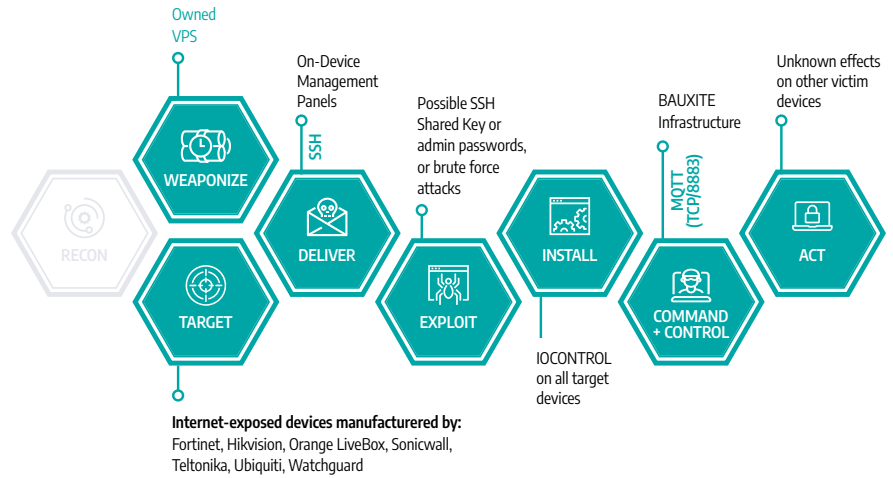 Owned
VPS
On-Device
Management
Panels
Possible SSH
Shared Key or
admin passwords,
or brute force
attacks
BAUXITE
Infrastructure
Unknown effects
on other victim
devices
SSH
MQTT
(TCP/8883)
RECON
WEAPONIZE
TARGET
DELIVER
EXPLOIT
INSTALL
COMMAND
+ CONTROL
ACT
IOCONTROL
on all target
devices
Internet-exposed devices manufacturered by:
Fortinet, Hikvision, Orange LiveBox, Sonicwall,
Teltonika, Ubiquiti, Watchguard